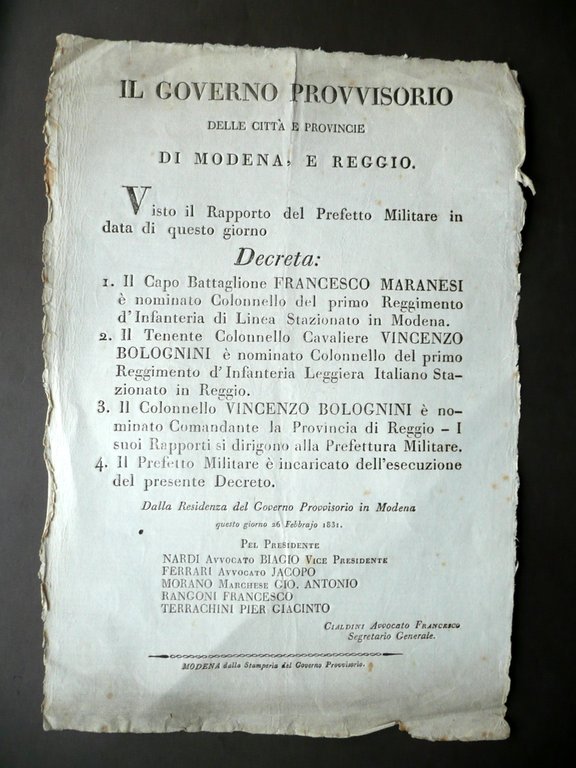 IL GOVERNO PROVVISORIO
DELLE CITTÀ E PROVINCIE
DI MODENA, E REGGIO.
Visto il Rapporto del Prefetto Militare in
data di questo giorno
Decreta:
1. Il Capo Battaglione FRANCESCO MARANESI
è nominato Colonnello del primo Reggimento
d'Infanteria di Linea Stazionato in Modena.
2. Il Tenente Colonnello Cavaliere VINCENZO
BOLOGNINI è nominato Colonnello del primo
Reggimento d'Infanteria Leggiera Italiano Sta-
zionato in Reggio.
3. Il Colonnello VINCENZO BOLOGNINI è no-
minato Comandante la Provincia di Reggio – I
suoi Rapporti si dirigono alla Prefettura Militare.
4. Il Prefetto Militare è incaricato dell'esecuzione
del presente Decreto.
Dalla Residenza del Governo Provvisorio in Modena
questo giorno 26 Febbrajo 1831.
PEL PRESIDENTE
NARDI AVVOCATO BIAGIO VICE PRESIDENTE
FERRARI AVVOCATO JACOPO
MORANO MARCHESE GIO. ANTONIO
RANGONI FRANCESCO
TERRACHINI PIER GIACINTO
CIALDINI AVVOCATO FRANCESCO
Segretario Generale.
MODENA dalla Stamperia del Governo Provvisorio.